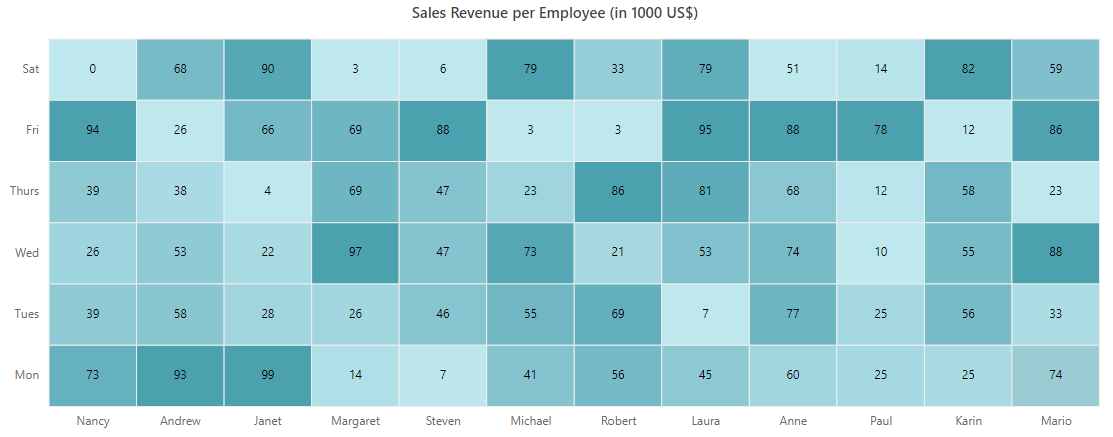 Sales Revenue per Employee (in 1000 US$)
Sat 0 68 90 3 6 79 33 79 51 14 82 59
Fri 94 26 66 69 88 3 3 95 88 78 12 86
Thurs 39 38 4 69 47 23 86 81 68 12 58 23
Wed 26 53 22 97 47 73 21 53 74 10 55 88
Tues 39 58 28 26 46 55 69 7 77 25 56 33
Mon 73 93 99 14 7 41 56 45 60 25 25 74
Nancy Andrew Janet Margaret Steven Michael Robert Laura Anne Paul Karin Mario